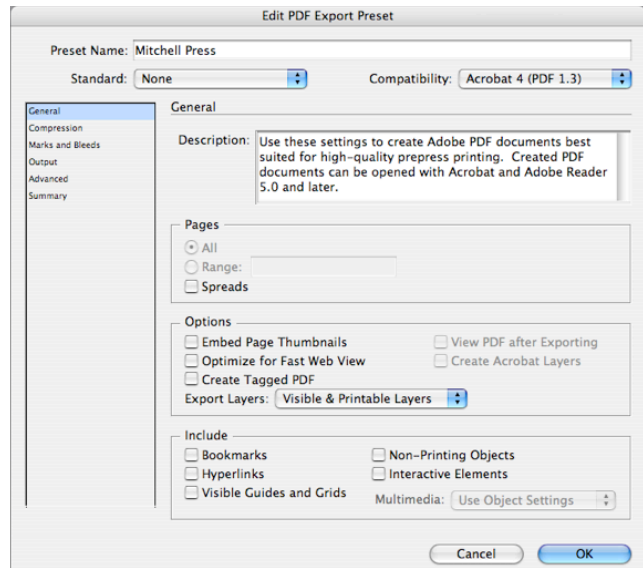 Edit PDF Export Preset
Preset Name: Mitchell Press
Standard: None Compatibility: Acrobat 4 (PDF 1.3)
General
Compression
Marks and Bleeds
Output
Advanced
Summary
General
Description: Use these settings to create Adobe PDF documents best
suited for high-quality prepress printing. Created PDF
documents can be opened with Acrobat and Adobe Reader
5.0 and later.
Pages
All
Range:
Spreads
Options
Embed Page Thumbnails View PDF after Exporting
Optimize for Fast Web View Create Acrobat Layers
Create Tagged PDF
Export Layers: Visible & Printable Layers
Include
Bookmarks Non-Printing Objects
Hyperlinks Interactive Elements
Visible Guides and Grids Multimedia: Use Object Settings
Cancel OK